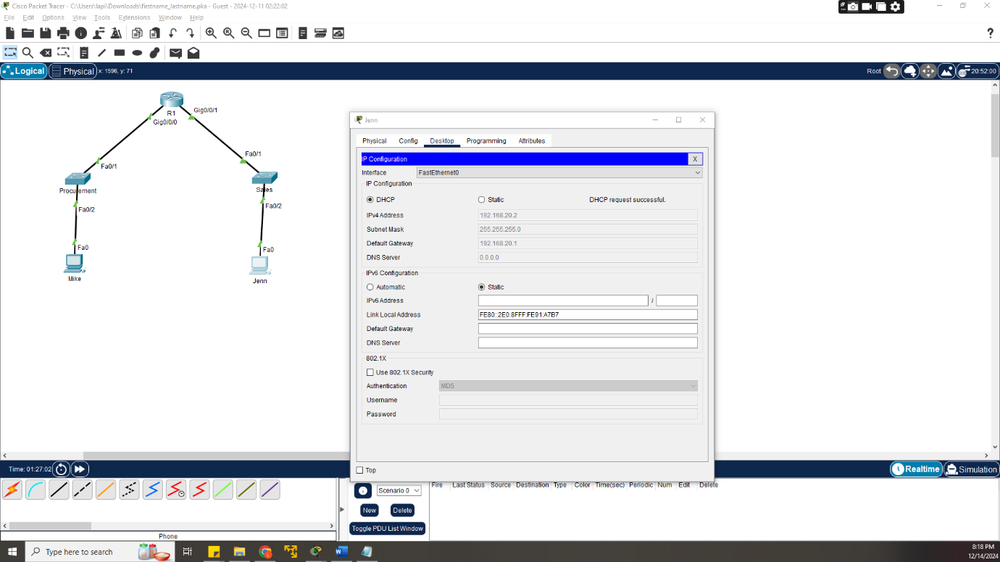 Cisco Packet Tracer - C:\Users\lapi\Downloads\firstname_lastname.pka - Guest - 2024-12-11 02:22:02
File Edit Options View Tools Extensions Window Help
?
Logical Physical x: 1596, y: 71 Root 20:52:00
R1
Gig0/0/1
Gig0/0/0
Fa0/1
Fa0/1
Procurement
Sales
Fa0/2
Fa0/2
Fa0
Fa0
Mike
Jenn
Jenn
Physical Config Desktop Programming Attributes
IP Configuration X
Interface FastEthernet0
IP Configuration
DHCP Static DHCP request successful.
IPv4 Address 192.168.20.2
Subnet Mask 255.255.255.0
Default Gateway 192.168.20.1
DNS Server 0.0.0.0
IPv6 Configuration
Automatic Static
IPv6 Address /
Link Local Address FE80::2E0:8FFF:FE91:A7B7
Default Gateway
DNS Server
802.1X
Use 802.1X Security
Authentication MD5
Username
Password
Top
Time: 01:27:02 Realtime Simulation
Scenario 0
Fire Last Status Source Destination Type Color Time(sec) Periodic Num Edit Delete
New Delete
Toggle PDU List Window
Phone
Type here to search
8:18 PM
12/14/2024